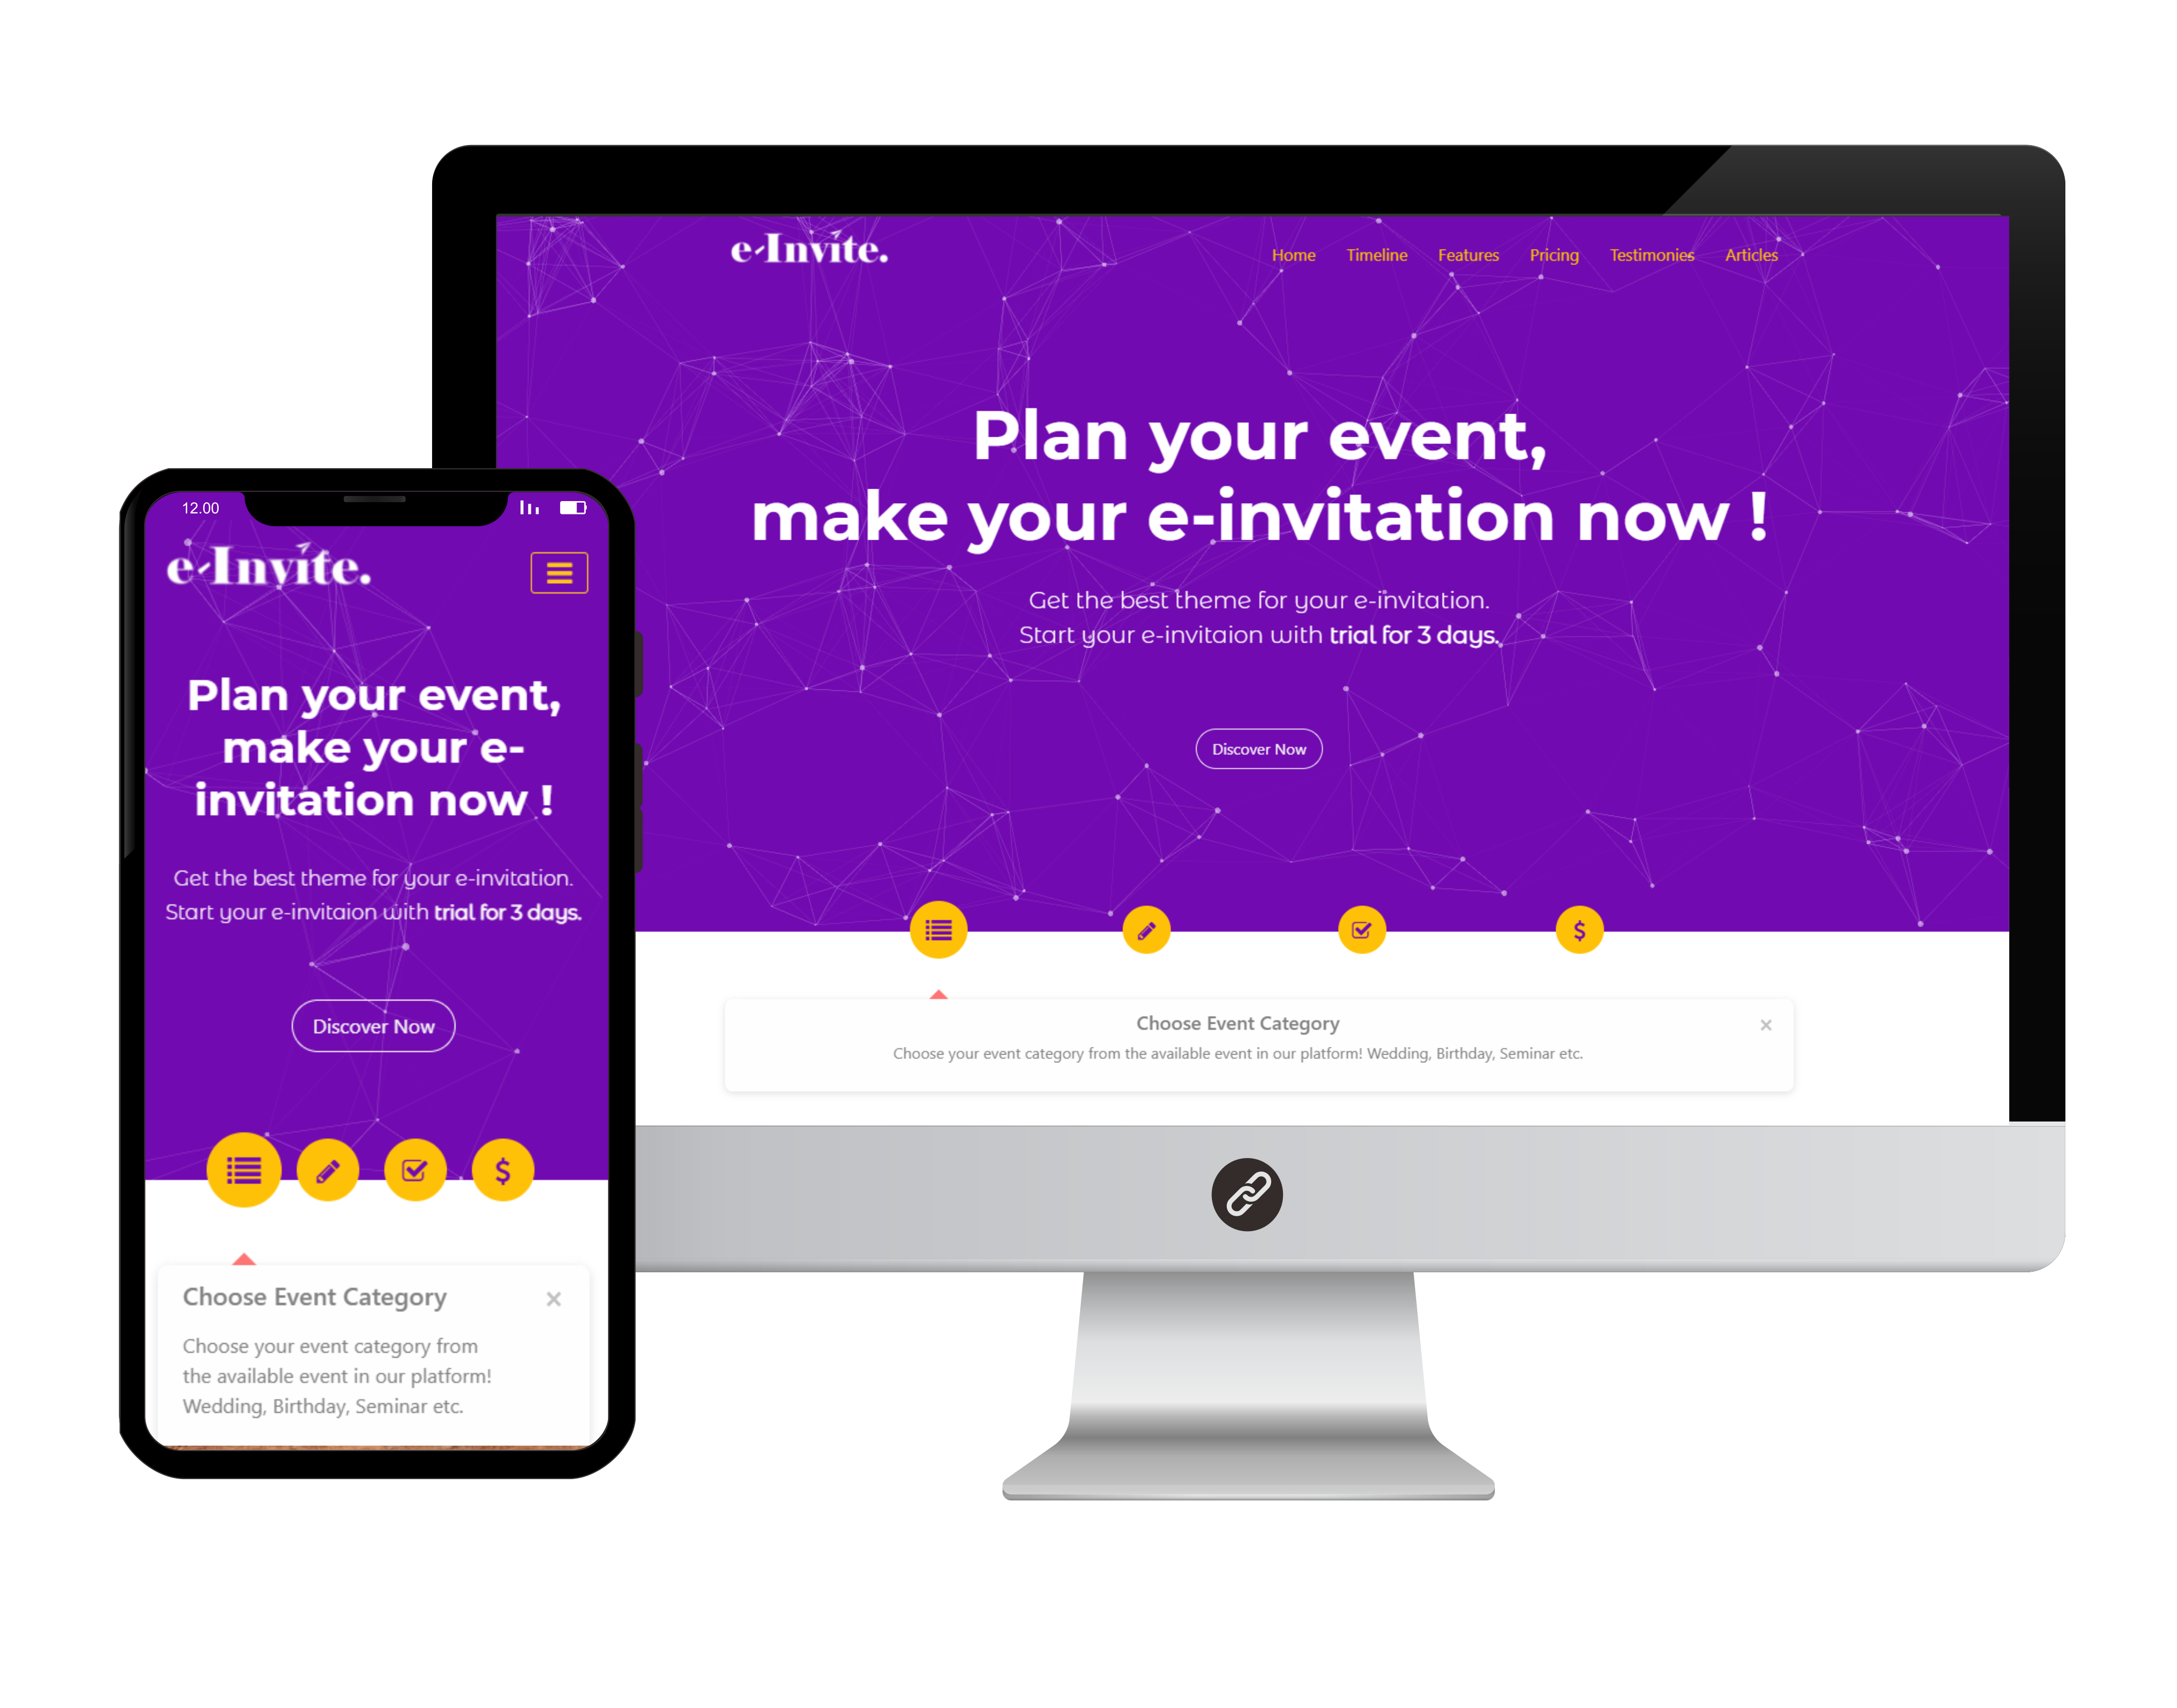 e-Invite.
Home Timeline Features Pricing Testimonies Articles
Plan your event,
make your e-invitation now !
Get the best theme for your e-invitation.
Start your e-invitaion with trial for 3 days.
Discover Now
$
Choose Event Category ×
Choose your event category from the available event in our platform! Wedding, Birthday, Seminar etc.
12.00
e-Invite.
Plan your event,
make your e-
invitation now !
Get the best theme for your e-invitation.
Start your e-invitaion with trial for 3 days.
Discover Now
$
Choose Event Category ×
Choose your event category from
the available event in our platform!
Wedding, Birthday, Seminar etc.